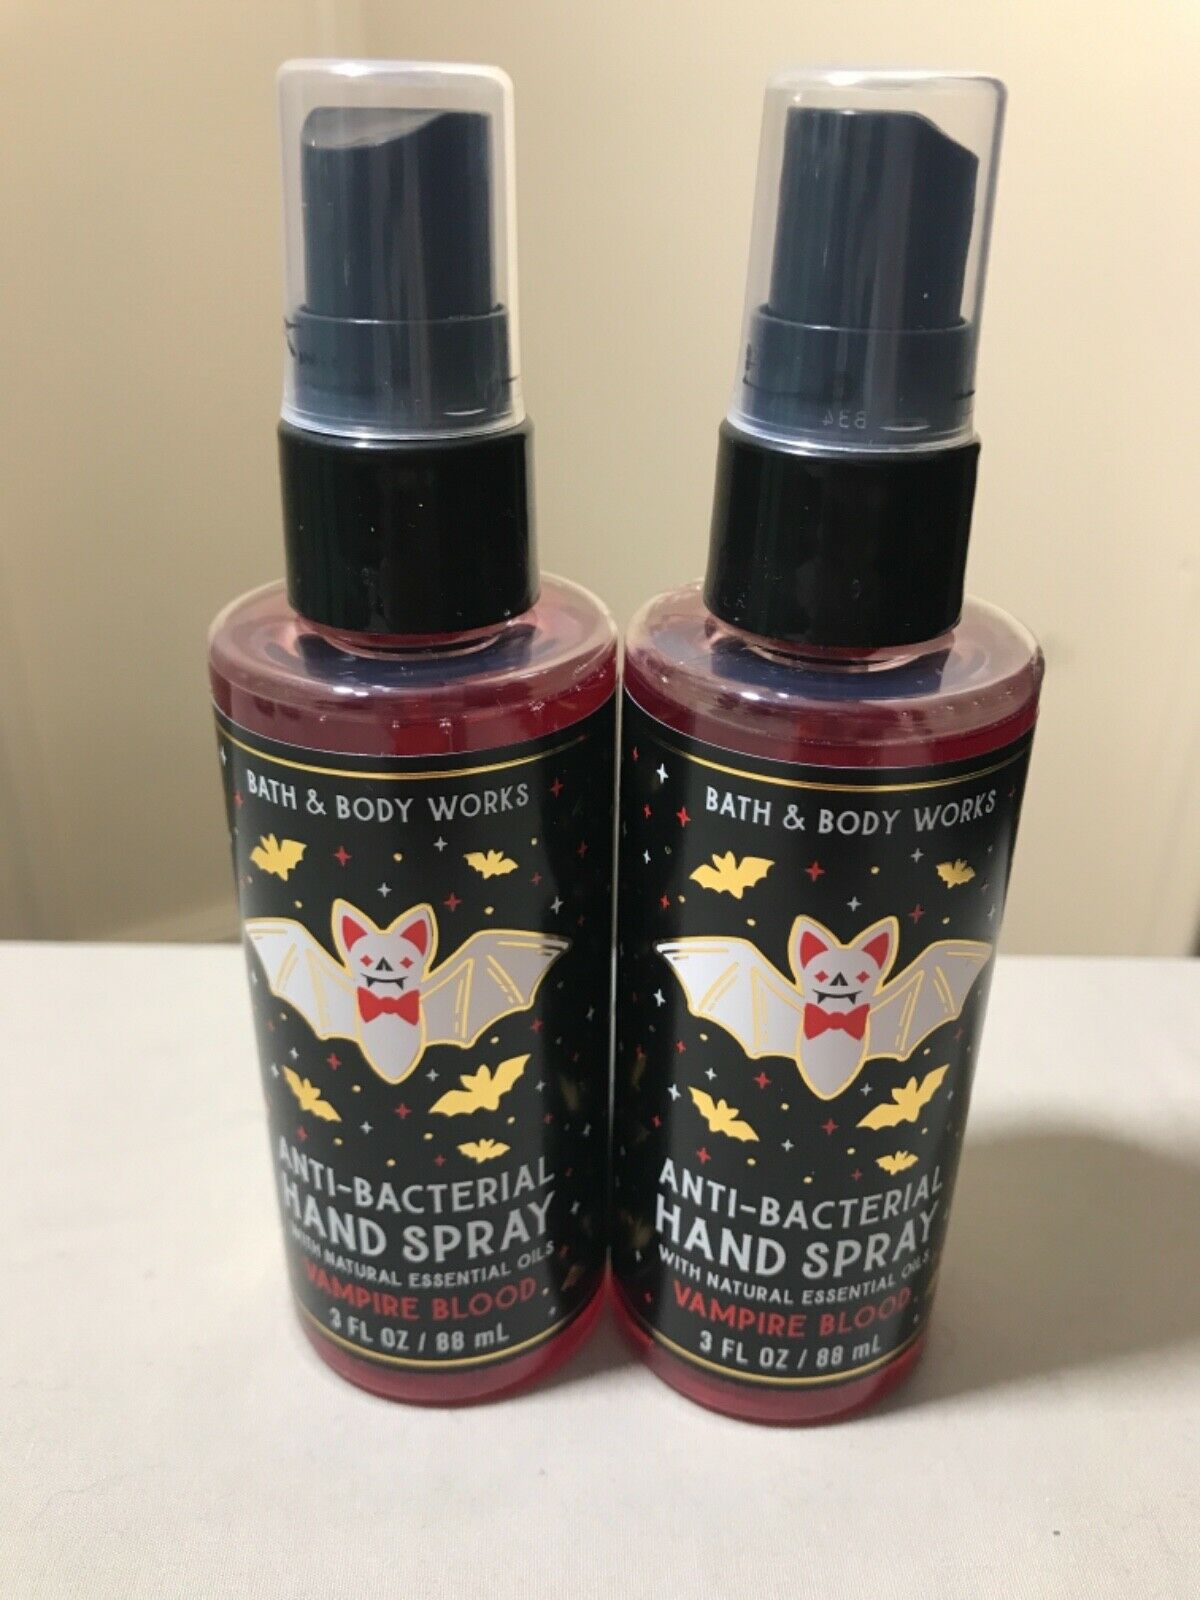 BATH & BODY WORKS
ANTI-BACTERIAL
HAND SPRAY
WITH NATURAL ESSENTIAL OILS
VAMPIRE BLOOD
3 FL OZ / 88 mL
834
BATH & BODY WORKS
ANTI-BACTERIAL
HAND SPRAY
WITH NATURAL ESSENTIAL OILS
VAMPIRE BLOOD
3 FL OZ / 88 mL